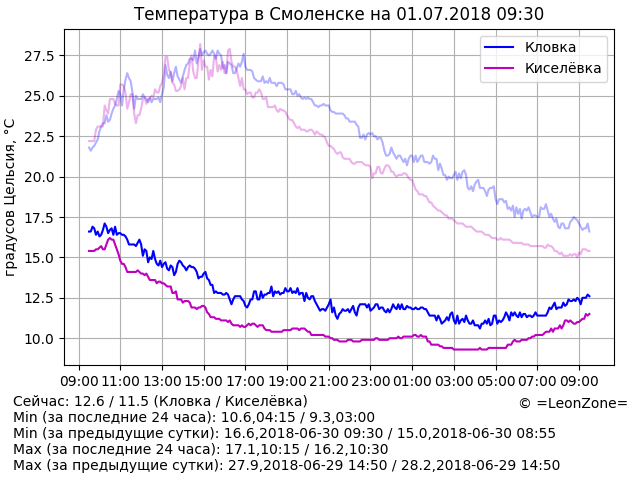 Температура в Смоленске на 01.07.2018 09:30
градусов Цельсия, °C
27.5
25.0
22.5
20.0
17.5
15.0
12.5
10.0
Кловка
Киселёвка
09:00 11:00 13:00 15:00 17:00 19:00 21:00 23:00 01:00 03:00 05:00 07:00 09:00
Сейчас: 12.6 / 11.5 (Кловка / Киселёвка)
© =LeonZone=
Min (за последние 24 часа): 10.6,04:15 / 9.3,03:00
Min (за предыдущие сутки): 16.6,2018-06-30 09:30 / 15.0,2018-06-30 08:55
Max (за последние 24 часа): 17.1,10:15 / 16.2,10:30
Max (за предыдущие сутки): 27.9,2018-06-29 14:50 / 28.2,2018-06-29 14:50